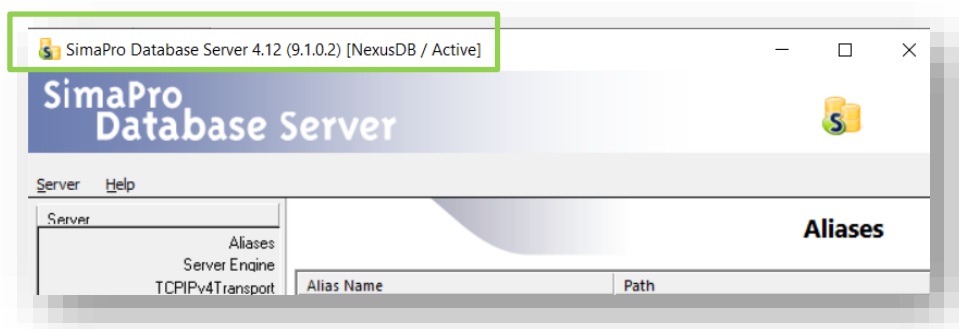 SimaPro Database Server 4.12 (9.1.0.2) [NexusDB / Active]
SimaPro
Database Server
S
Server Help
Server
Aliases
Aliases
Server Engine
TCPIPv4Transport
Alias Name Path